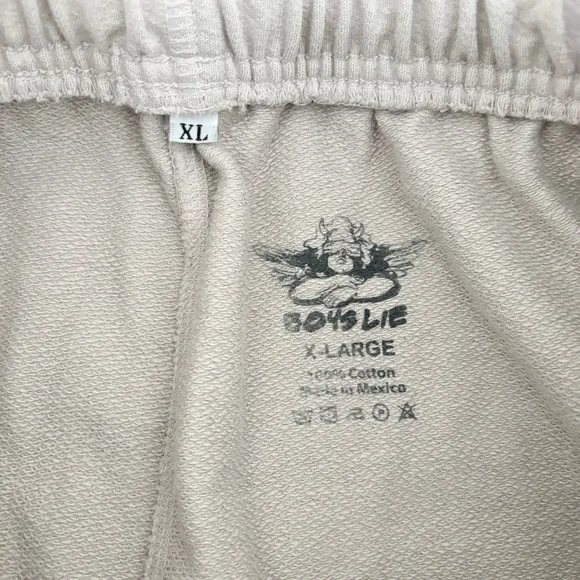 XL
BOYS LIE
X-LARGE
100% Cotton
Made in Mexico